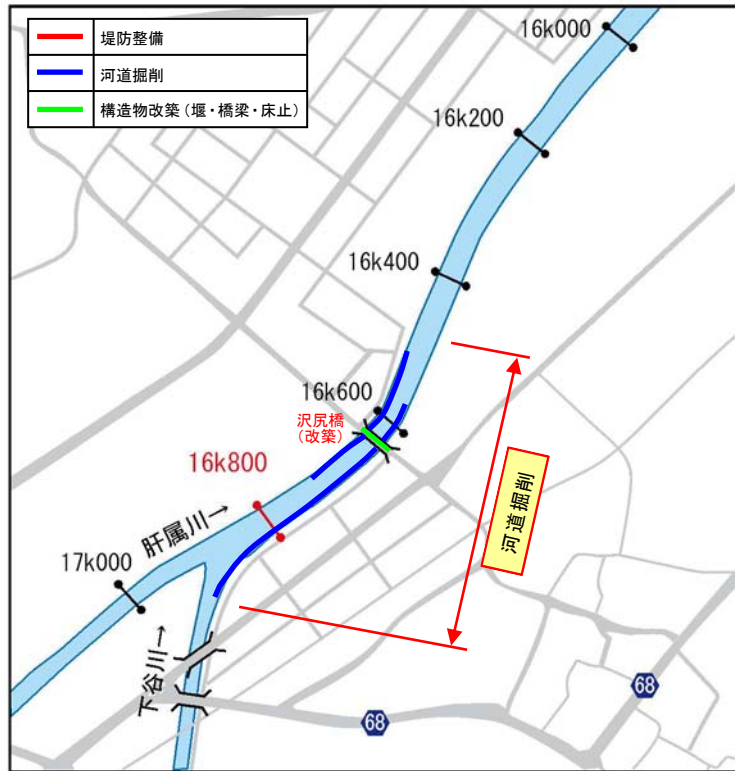 堤防整備
河道掘削
構造物改築（堰・橋梁・床止）
16k000
16k200
16k400
16k600
沢尻橋
（改築）
16k800
肝属川→
17k000
河道掘削
下谷川→
68
68